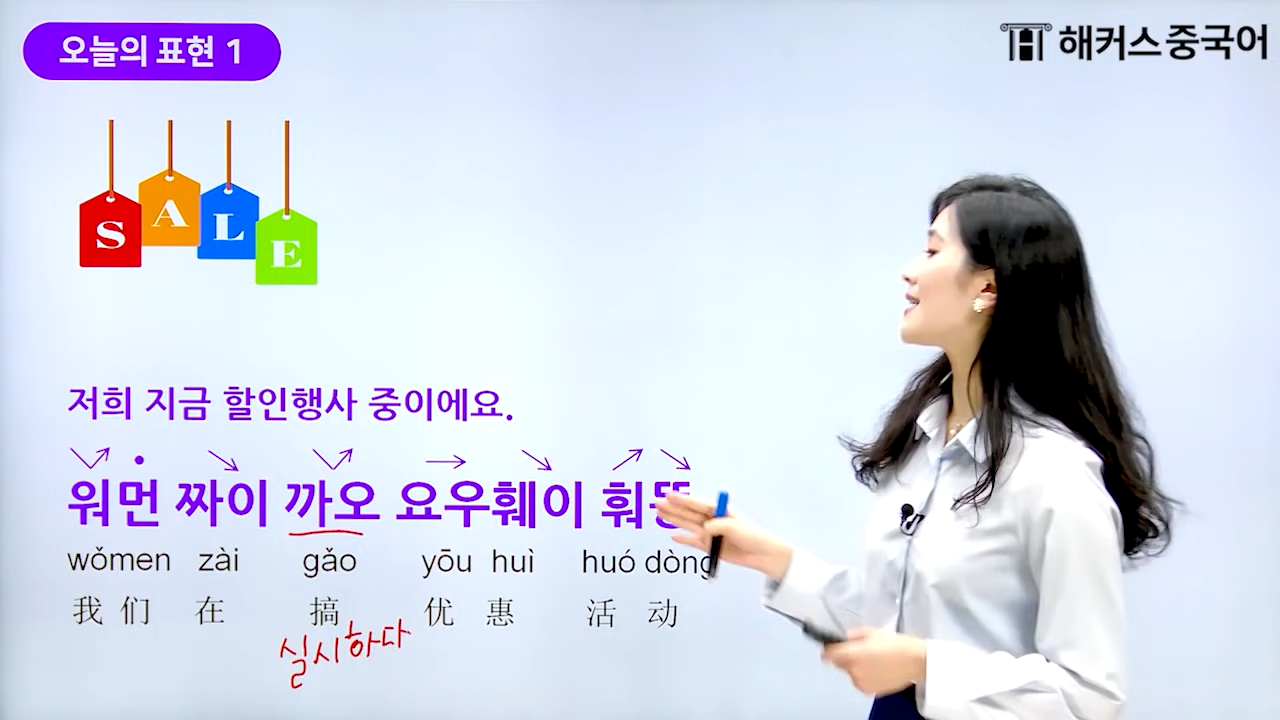 오늘의 표현 1
해커스중국어
SALE
저희 지금 할인행사 중이에요.
워먼 짜이 까오 요우훼이 훠똥
wǒmen zài gǎo yōu huì huó dòng
我们 在 搞 优惠 活动
실시하다